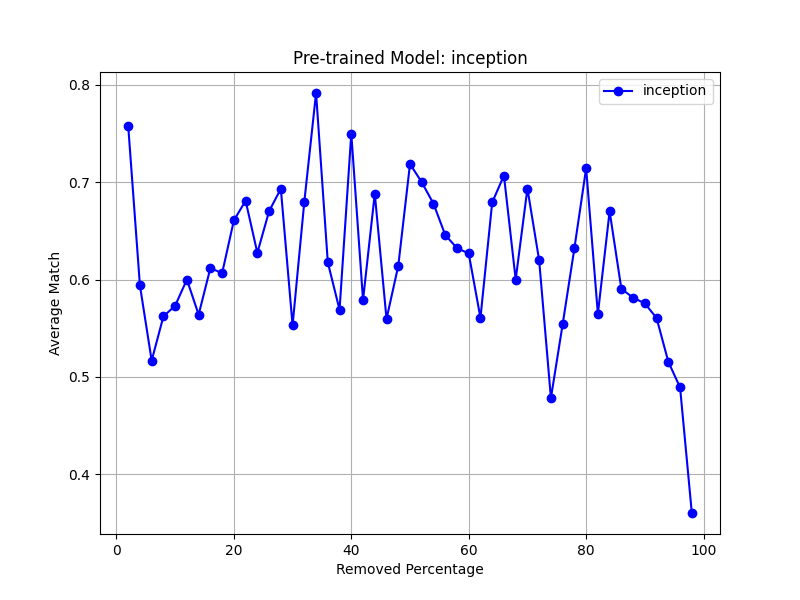 Pre-trained Model: inception
inception
Average Match
0.8
0.7
0.6
0.5
0.4
0 20 40 60 80 100
Removed Percentage